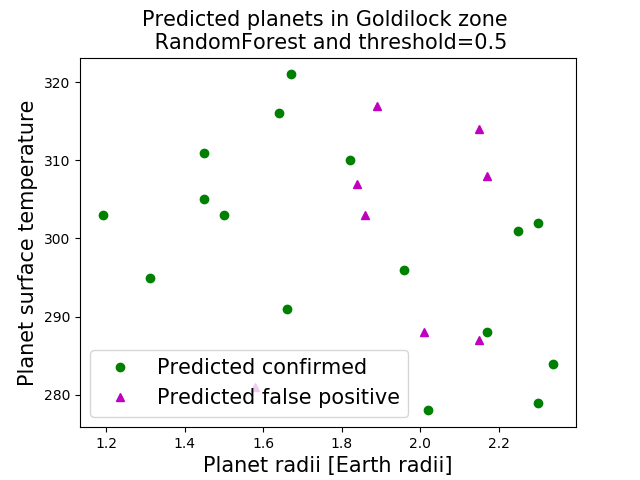 Predicted planets in Goldilock zone
RandomForest and threshold=0.5
Planet surface temperature
320
310
300
290
280
Predicted confirmed
Predicted false positive
1.2 1.4 1.6 1.8 2.0 2.2
Planet radii [Earth radii]